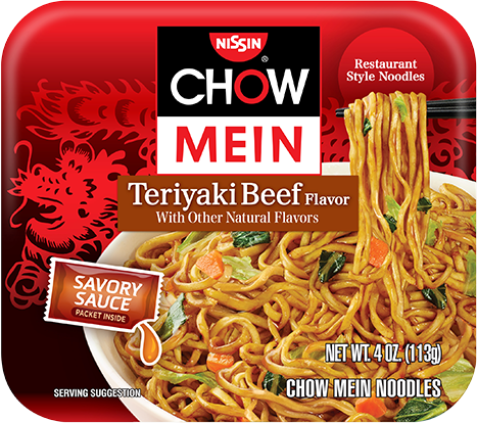 NISSIN
CHOW®
MEIN
Restaurant
Style Noodles
Teriyaki Beef Flavor
With Other Natural Flavors
SAVORY
SAUCE
PACKET INSIDE
NET WT. 4 OZ. (113g)
SERVING SUGGESTION
CHOW MEIN NOODLES